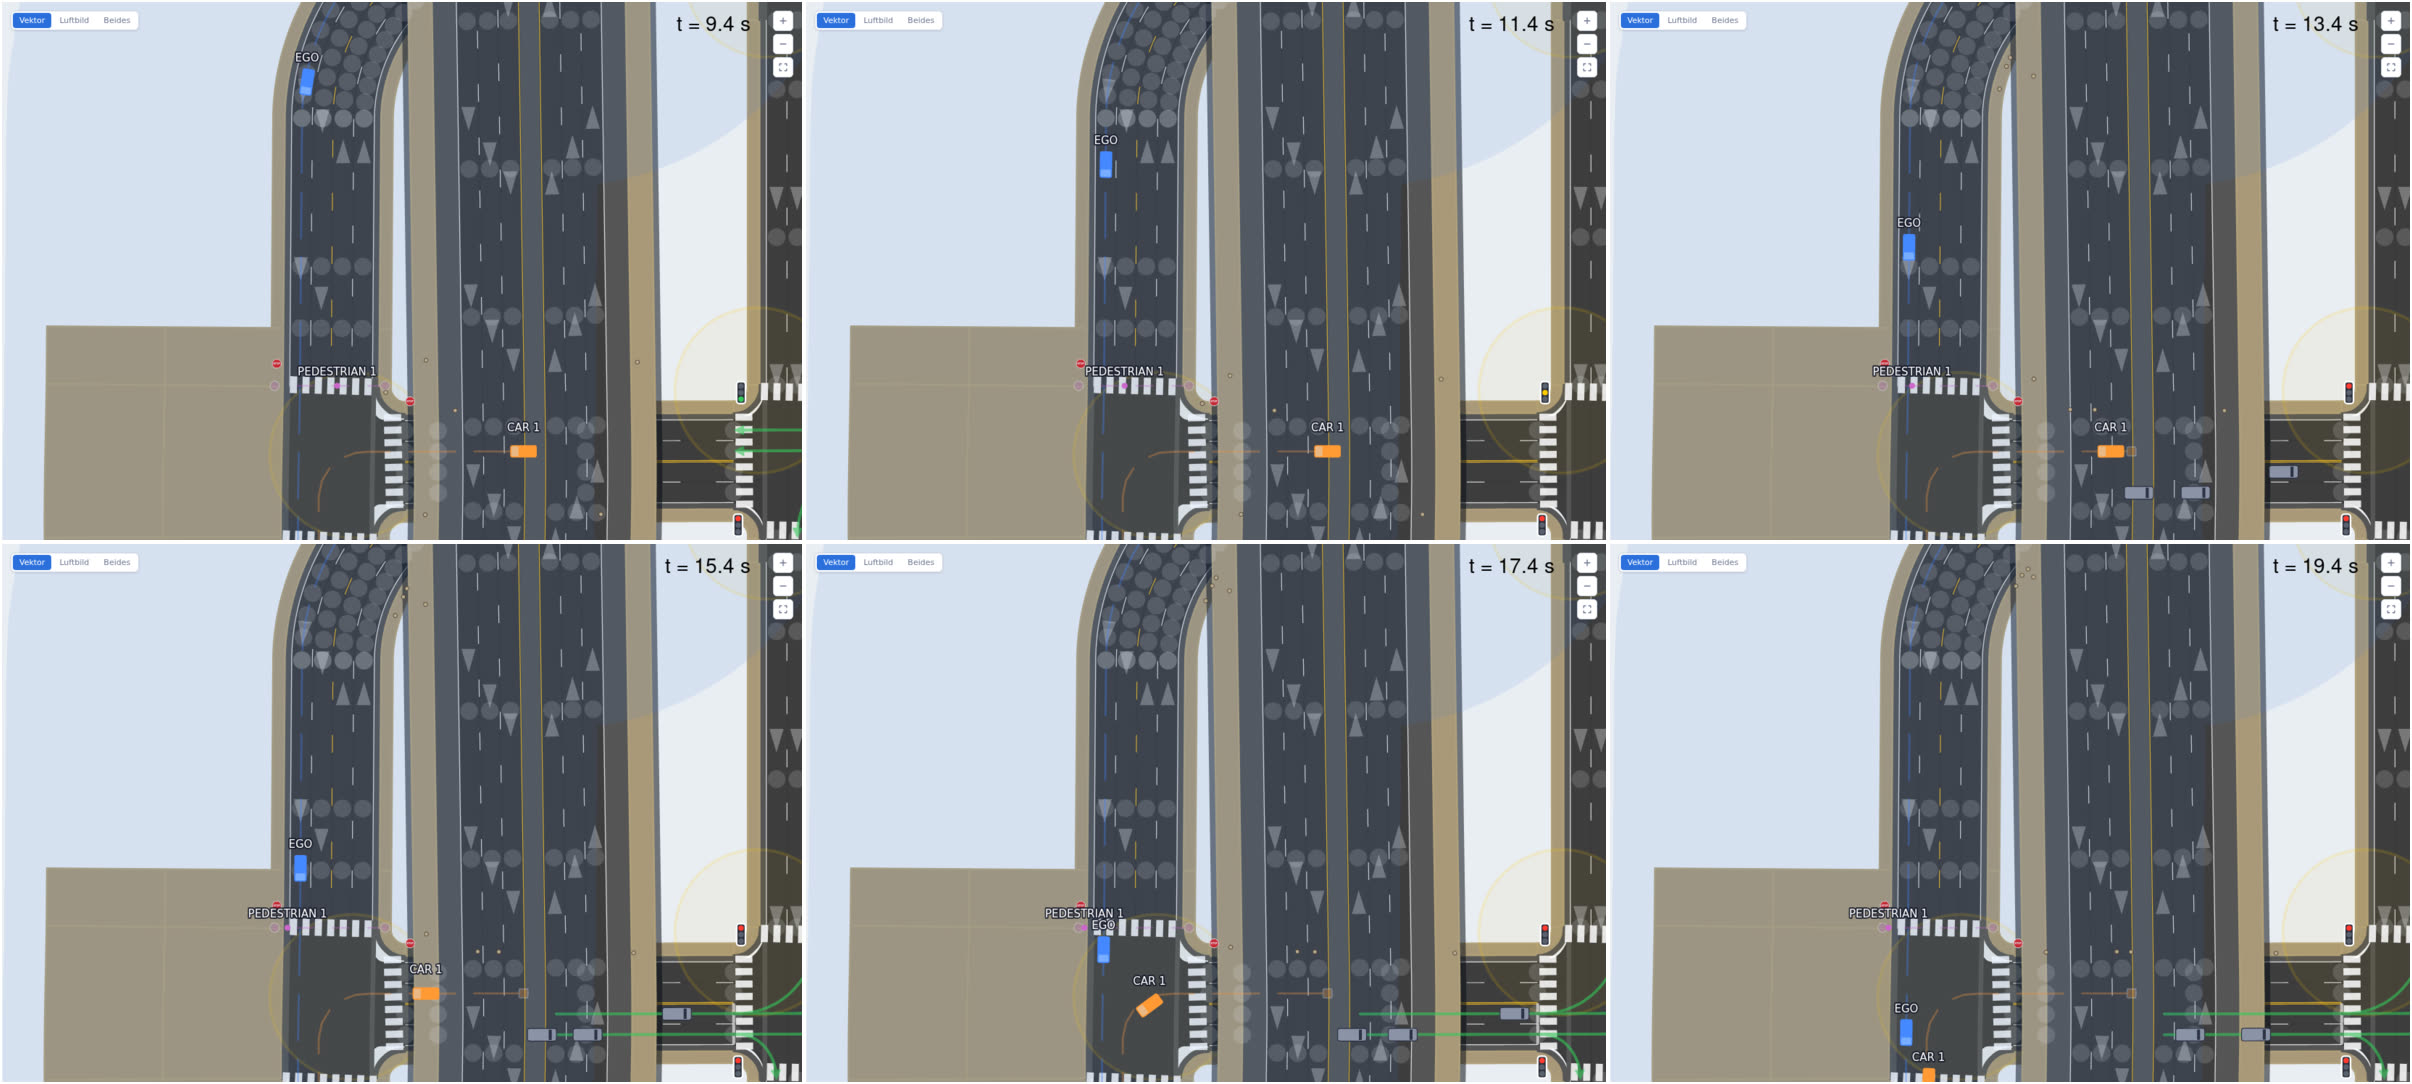 Vektor Luftbild Beides
t = 9.4 s
+
−
EGO
PEDESTRIAN 1
CAR 1
Vektor Luftbild Beides
t = 11.4 s
+
−
EGO
PEDESTRIAN 1
CAR 1
Vektor Luftbild Beides
t = 13.4 s
+
−
EGO
PEDESTRIAN 1
CAR 1
Vektor Luftbild Beides
t = 15.4 s
+
−
EGO
PEDESTRIAN 1
CAR 1
Vektor Luftbild Beides
t = 17.4 s
+
−
PEDESTRIAN 1
EGO
CAR 1
Vektor Luftbild Beides
t = 19.4 s
+
−
PEDESTRIAN 1
EGO
CAR 1